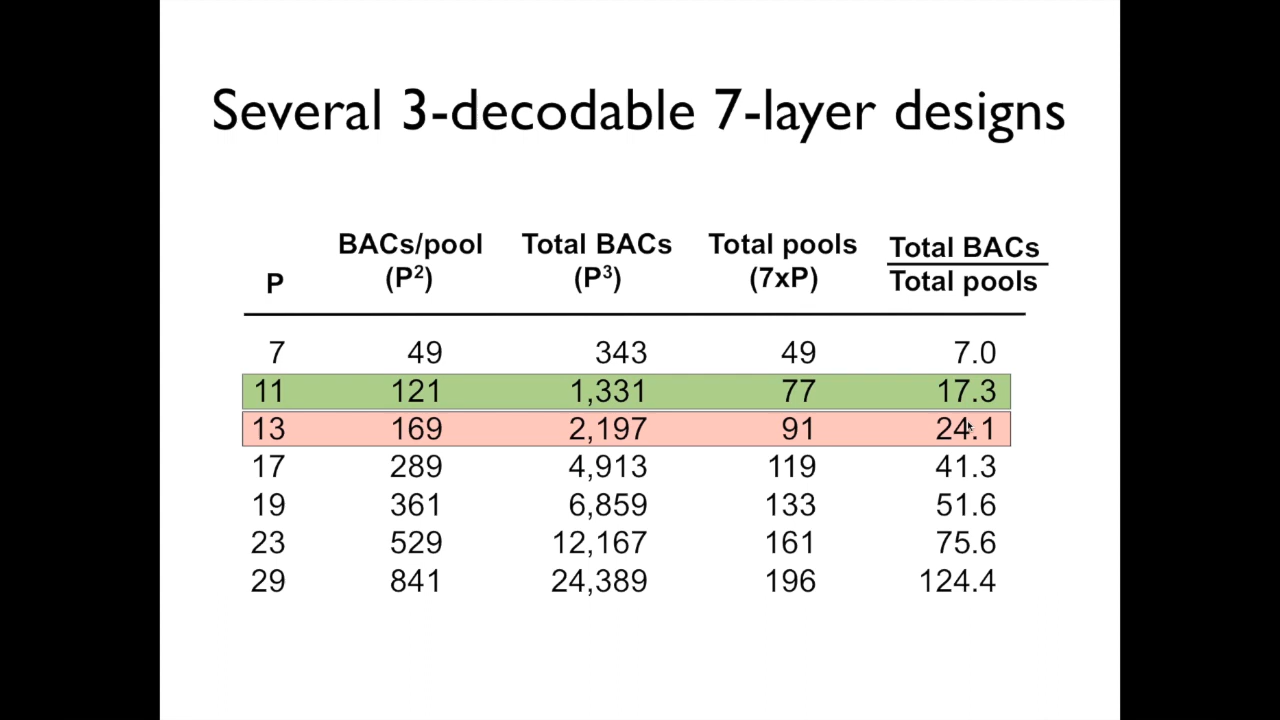 Several 3-decodable 7-layer designs
P BACs/pool (P²) Total BACs (P³) Total pools (7xP) Total BACs / Total pools
7 49 343 49 7.0
11 121 1,331 77 17.3
13 169 2,197 91 24.1
17 289 4,913 119 41.3
19 361 6,859 133 51.6
23 529 12,167 161 75.6
29 841 24,389 196 124.4